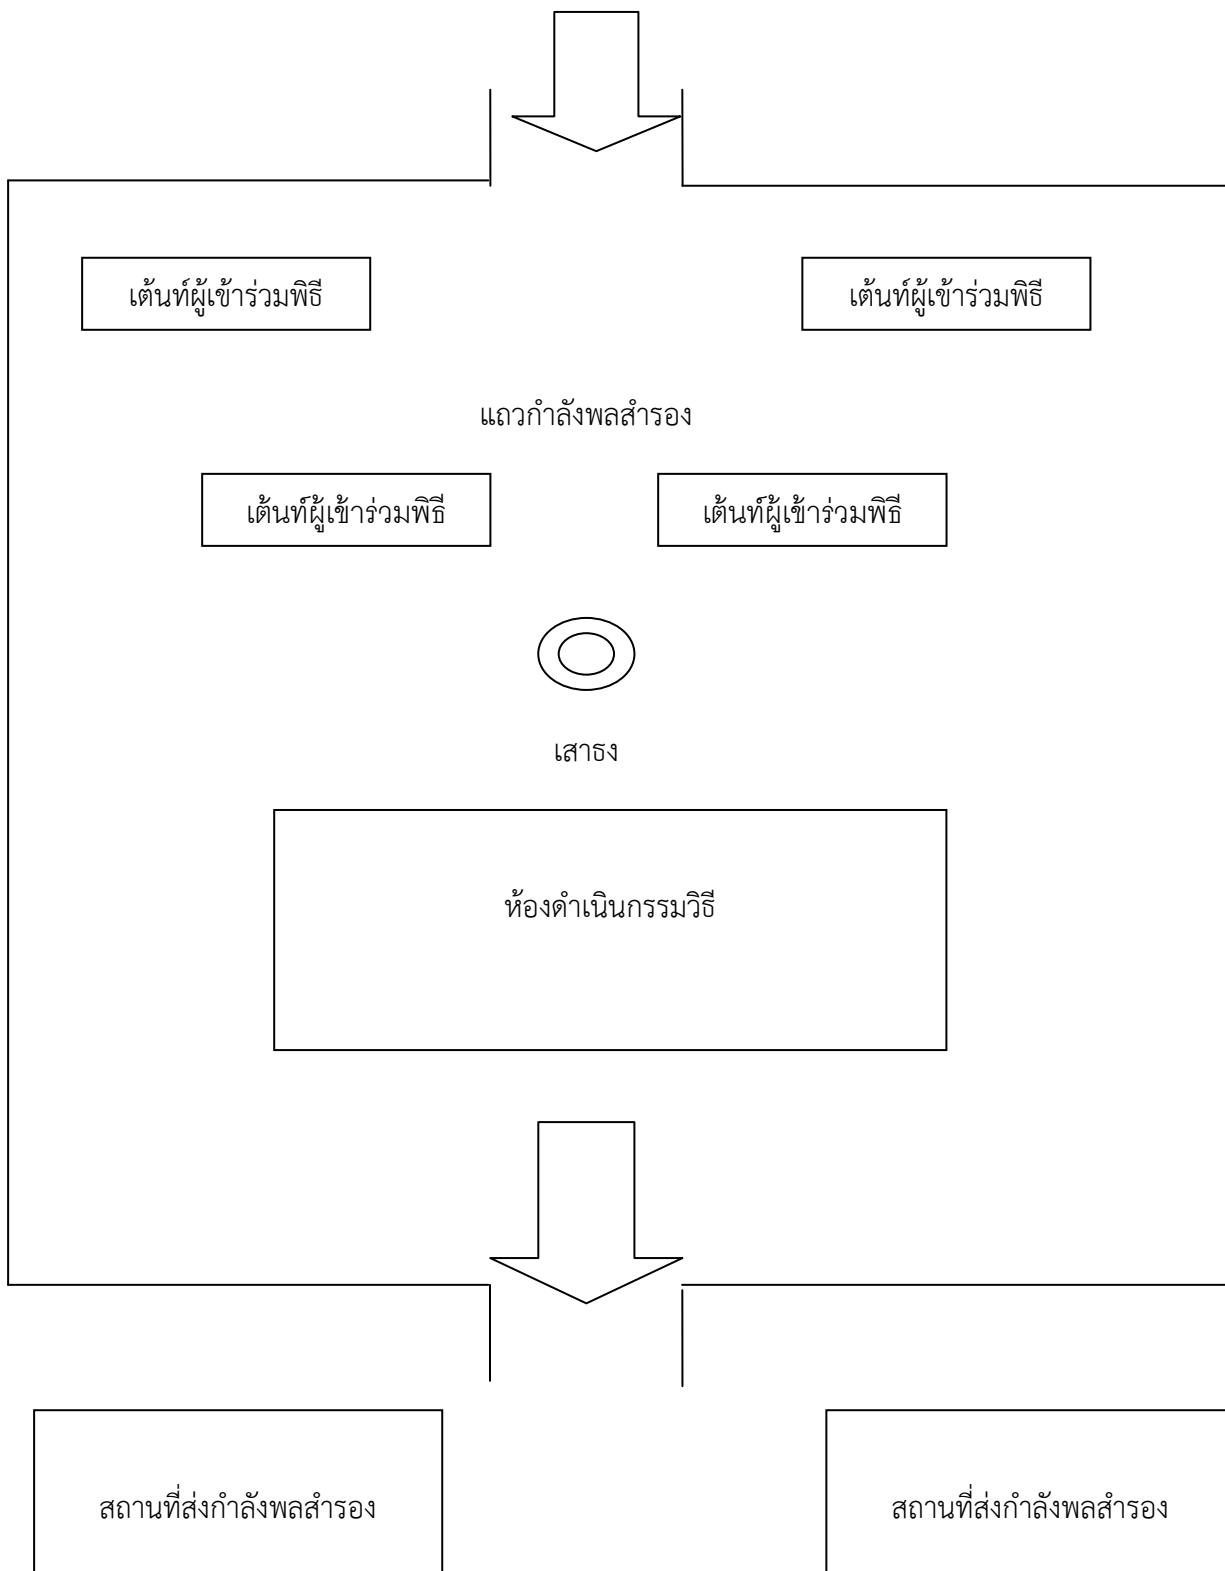 เต้นท์ผู้เข้าร่วมพิธี
เต้นท์ผู้เข้าร่วมพิธี
แถวกำลังพลสำรอง
เต้นท์ผู้เข้าร่วมพิธี
เต้นท์ผู้เข้าร่วมพิธี
เสาธง
ห้องดำเนินกรรมวิธี
สถานที่ส่งกำลังพลสำรอง
สถานที่ส่งกำลังพลสำรอง